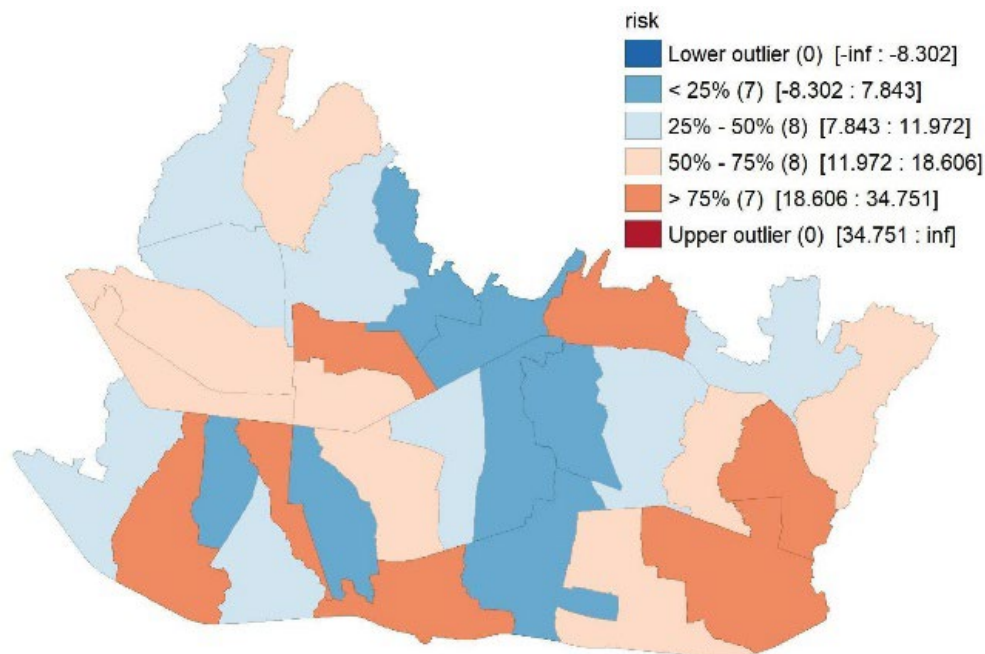 risk
Lower outlier (0) [-inf : -8.302]
< 25% (7) [-8.302 : 7.843]
25% - 50% (8) [7.843 : 11.972]
50% - 75% (8) [11.972 : 18.606]
> 75% (7) [18.606 : 34.751]
Upper outlier (0) [34.751 : inf]